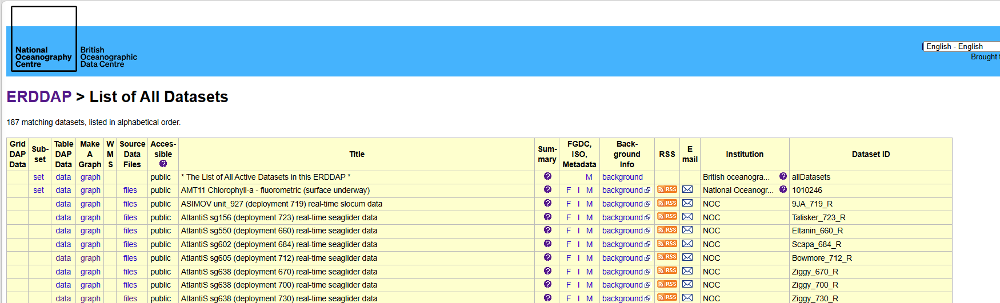 National
Oceanography
Centre
British
Oceanographic
Data Centre
English - English
Brought
ERDDAP > List of All Datasets
187 matching datasets, listed in alphabetical order.
Grid DAP Data Sub-set Table DAP Data Make A Graph W M S Source Data Files Acces-sible ? Title Sum-mary FGDC, ISO, Metadata Back-ground Info RSS E mail Institution Dataset ID
set data graph public * The List of All Active Datasets in this ERDDAP * ? M background British oceanogra... ? allDatasets
set data graph files public AMT11 Chlorophyll-a - fluorometric (surface underway) ? F I M background RSS National Oceanogr... ? 1010246
data graph files public ASIMOV unit_927 (deployment 719) real-time slocum data ? F I M background RSS NOC 9JA_719_R
data graph files public AtlantiS sg156 (deployment 723) real-time seaglider data ? F I M background RSS NOC Talisker_723_R
data graph files public AtlantiS sg550 (deployment 660) real-time seaglider data ? F I M background RSS NOC Eltanin_660_R
data graph files public AtlantiS sg602 (deployment 684) real-time seaglider data ? F I M background RSS NOC Scapa_684_R
data graph files public AtlantiS sg605 (deployment 712) real-time seaglider data ? F I M background RSS NOC Bowmore_712_R
data graph files public AtlantiS sg638 (deployment 670) real-time seaglider data ? F I M background RSS NOC Ziggy_670_R
data graph files public AtlantiS sg638 (deployment 700) real-time seaglider data ? F I M background RSS NOC Ziggy_700_R
data graph files public AtlantiS sg638 (deployment 730) real-time seaglider data ? F I M background RSS NOC Ziggy_730_R